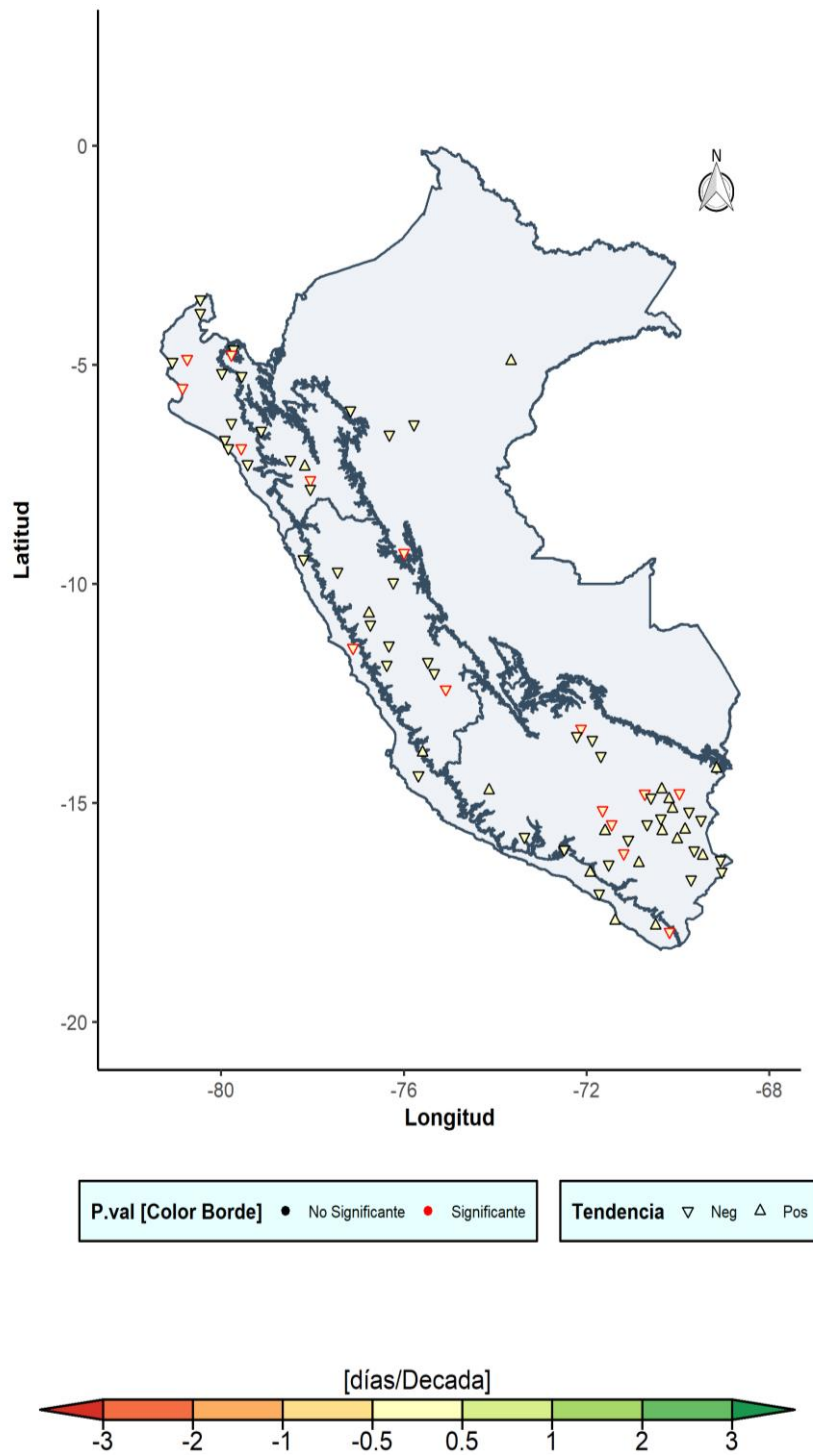 N
0
-5
-10
-15
-20
Latitud
-80 -76 -72 -68
Longitud
P.val [Color Borde] No Significante Significante Tendencia Neg Pos
[días/Decada]
-3 -2 -1 -0.5 0.5 1 2 3